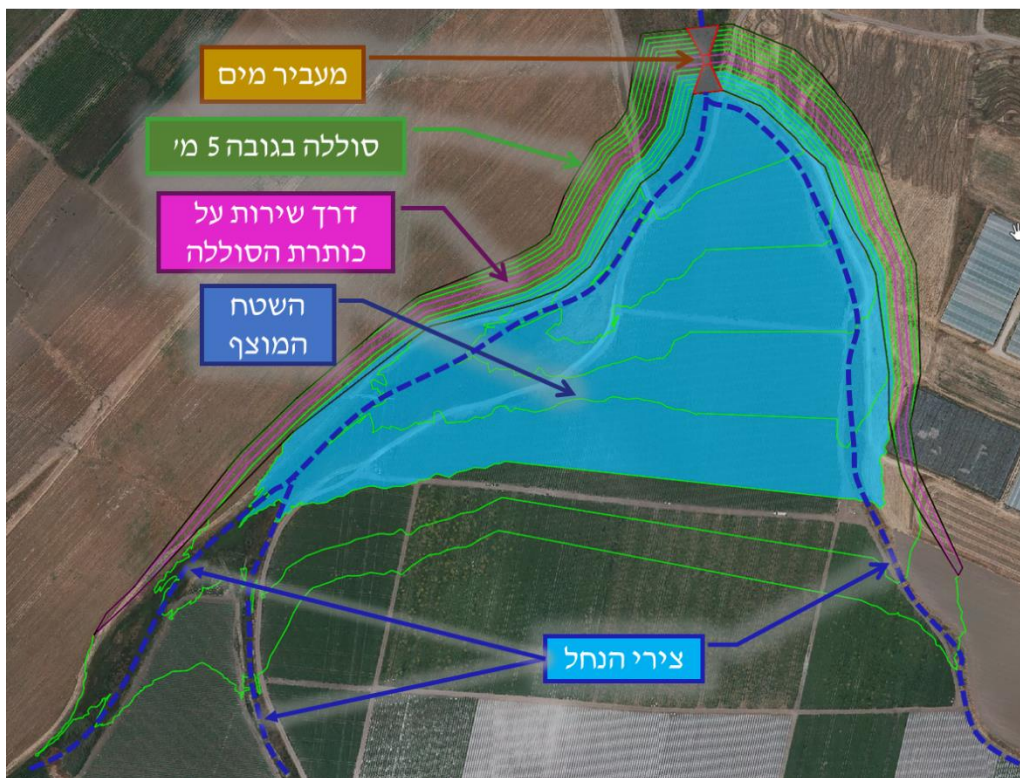 מעביר מים
סוללה בגובה 5 מ'
דרך שירות על
כותרת הסוללה
השטח
המוצף
צירי הנחל